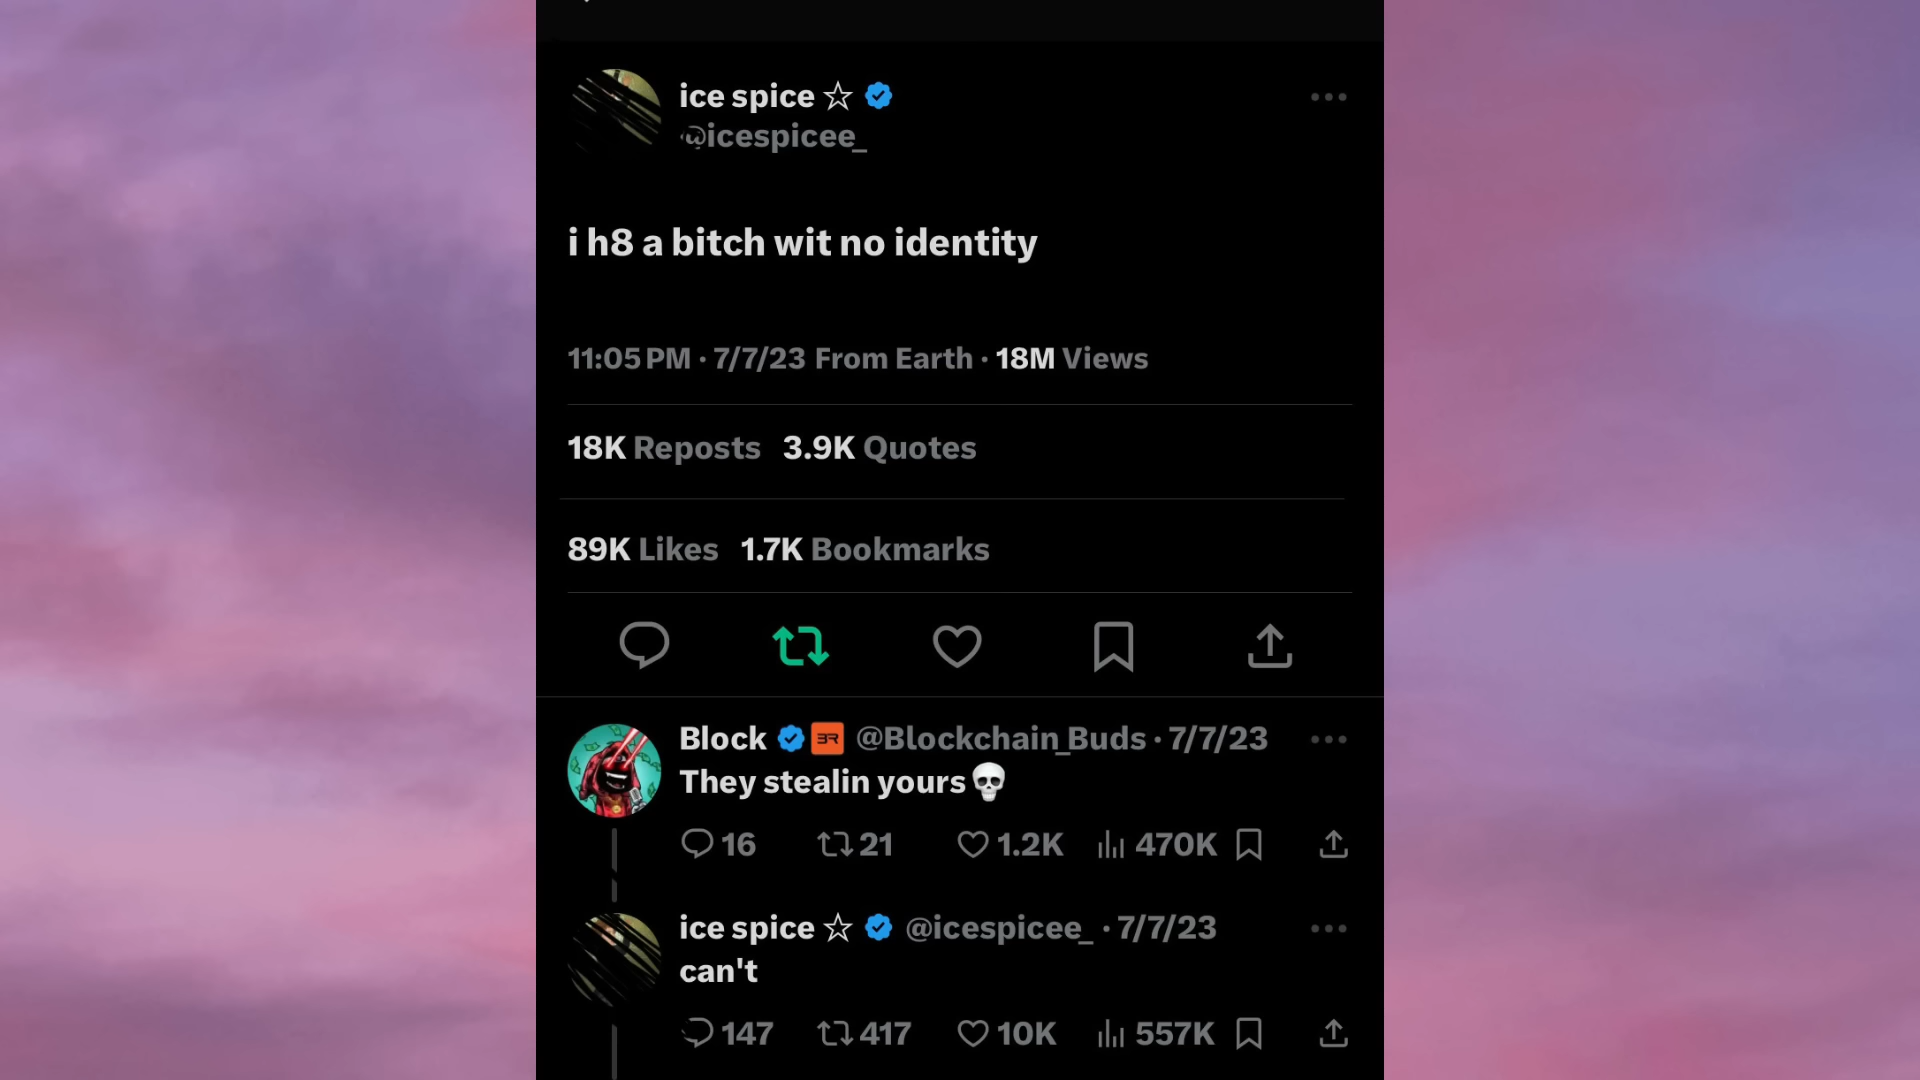 ice spice ☆
@icespicee_
i h8 a bitch wit no identity
11:05 PM · 7/7/23 From Earth · 18M Views
18K Reposts 3.9K Quotes
89K Likes 1.7K Bookmarks
Block BR @Blockchain_Buds · 7/7/23
They stealin yours💀
16 21 1.2K 470K
ice spice ☆ @icespicee_ · 7/7/23
can't
147 417 10K 557K